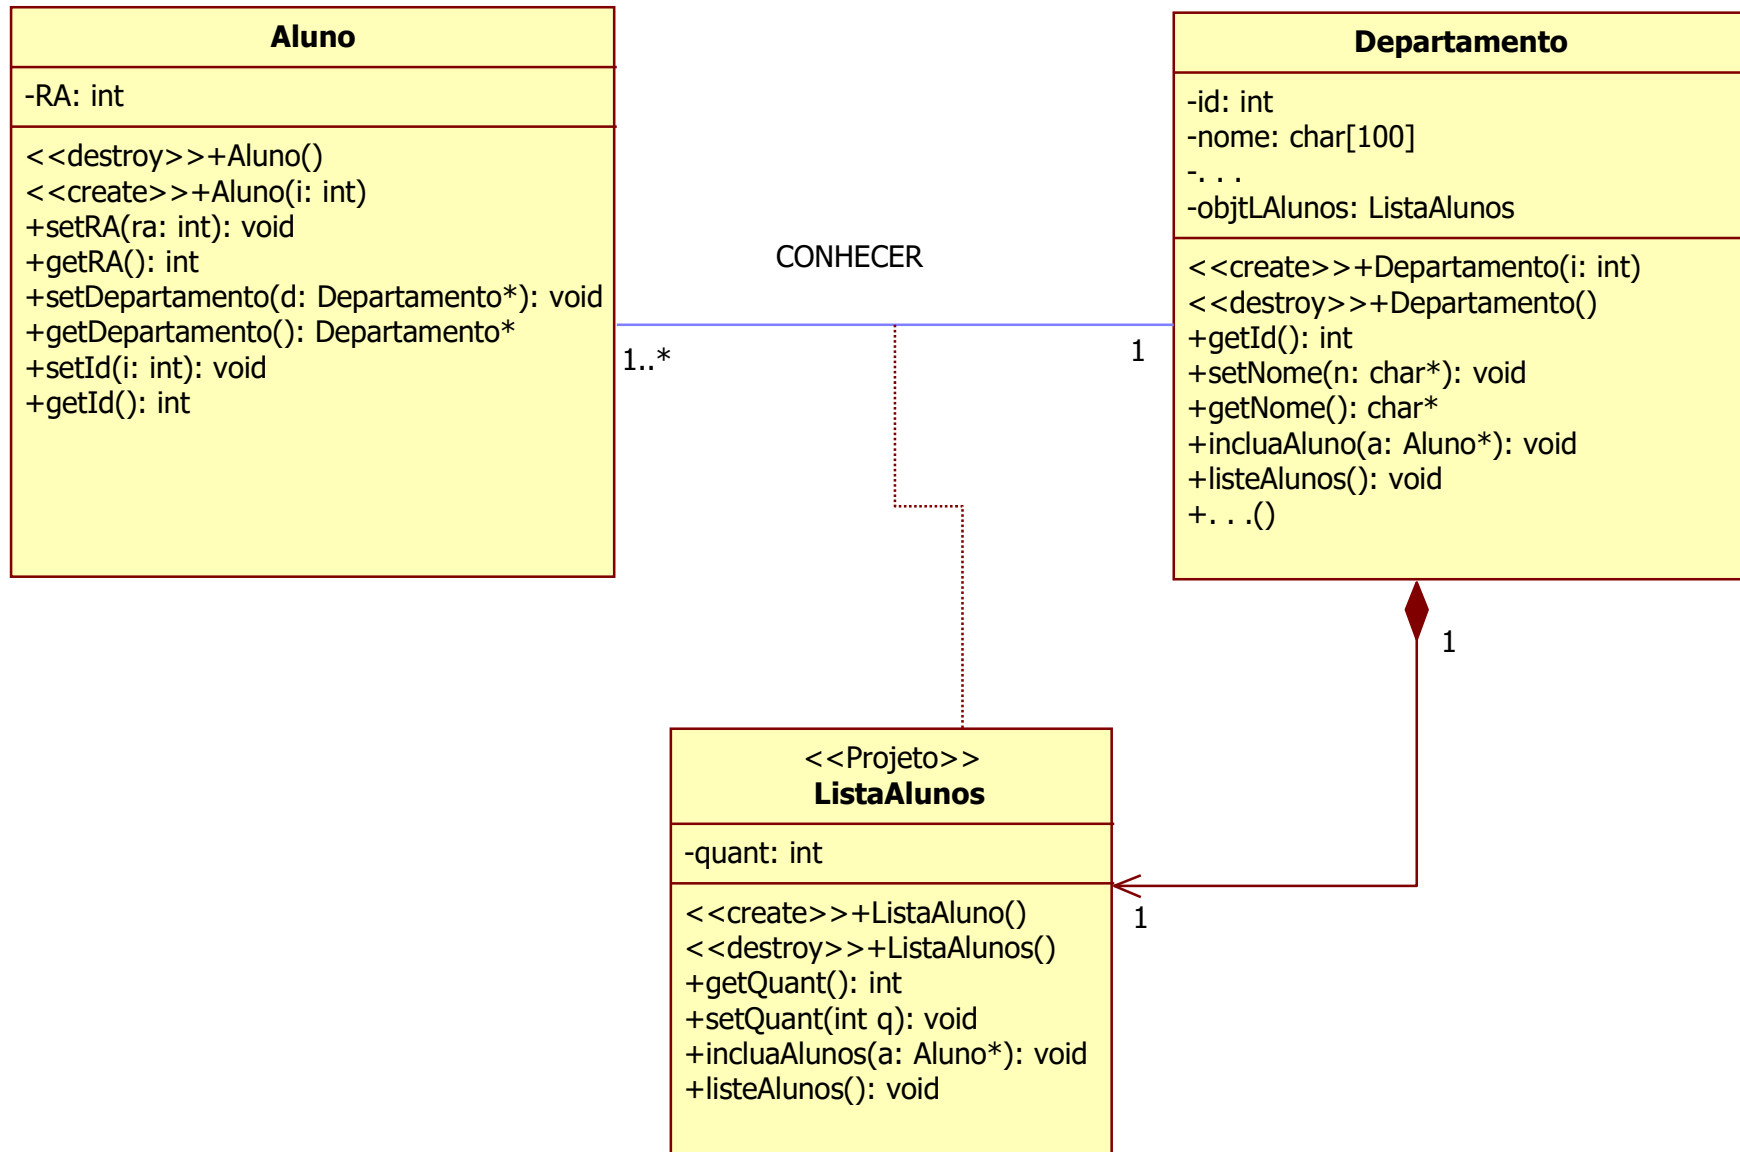 Aluno
-RA: int
<<destroy>>+Aluno()
<<create>>+Aluno(i: int)
+setRA(ra: int): void
+getRA(): int
+setDepartamento(d: Departamento*): void
+getDepartamento(): Departamento*
+setId(i: int): void
+getId(): int
CONHECER
1..*
1
Departamento
-id: int
-nome: char[100]
-. . .
-objtLAlunos: ListaAlunos
<<create>>+Departamento(i: int)
<<destroy>>+Departamento()
+getId(): int
+setNome(n: char*): void
+getNome(): char*
+incluaAluno(a: Aluno*): void
+listeAlunos(): void
+. . .()
1
<<Projeto>>
ListaAlunos
-quant: int
<<create>>+ListaAluno()
<<destroy>>+ListaAlunos()
+getQuant(): int
+setQuant(int q): void
+incluaAlunos(a: Aluno*): void
+listeAlunos(): void
1